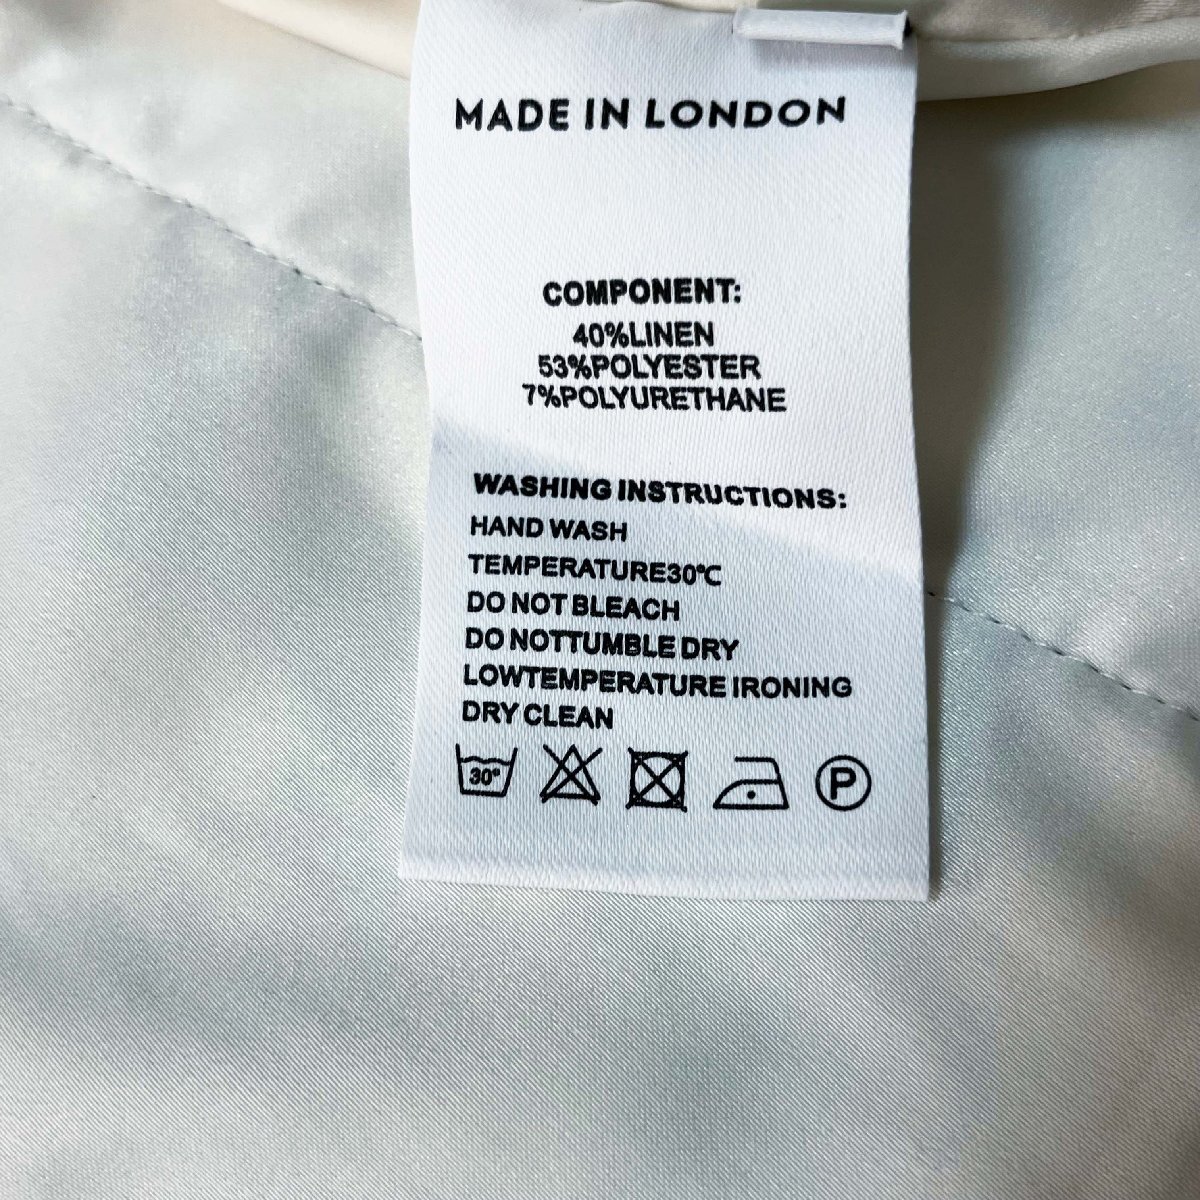 MADE IN LONDON
COMPONENT:
40%LINEN
53%POLYESTER
7%POLYURETHANE
WASHING INSTRUCTIONS:
HAND WASH
TEMPERATURE30℃
DO NOT BLEACH
DO NOTTUMBLE DRY
LOWTEMPERATURE IRONING
DRY CLEAN
30° P